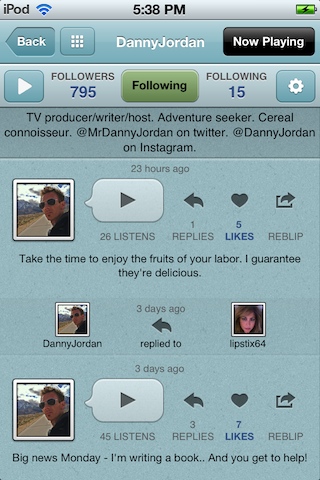 iPod 5:38 PM
Back DannyJordan Now Playing
FOLLOWERS 795 Following FOLLOWING 15
TV producer/writer/host. Adventure seeker. Cereal
connoisseur. @MrDannyJordan on twitter. @DannyJordan
on Instagram.
23 hours ago
26 LISTENS 1 REPLIES 5 LIKES REBLIP
Take the time to enjoy the fruits of your labor. I guarantee
they're delicious.
3 days ago
DannyJordan replied to lipstix64
3 days ago
45 LISTENS 3 REPLIES 7 LIKES REBLIP
Big news Monday - I'm writing a book.. And you get to help!